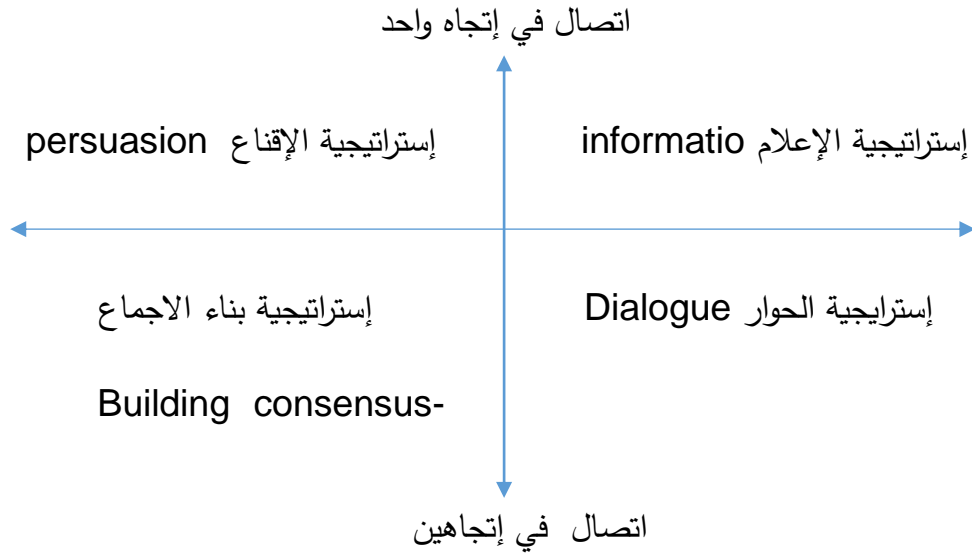 اتصال في إتجاه واحد
إستراتيجية الإعلام informatio
إستراتيجية الإقناع persuasion
إسترايجية الحوار Dialogue
إستراتيجية بناء الاجماع
Building consensus-
اتصال في إتجاهين